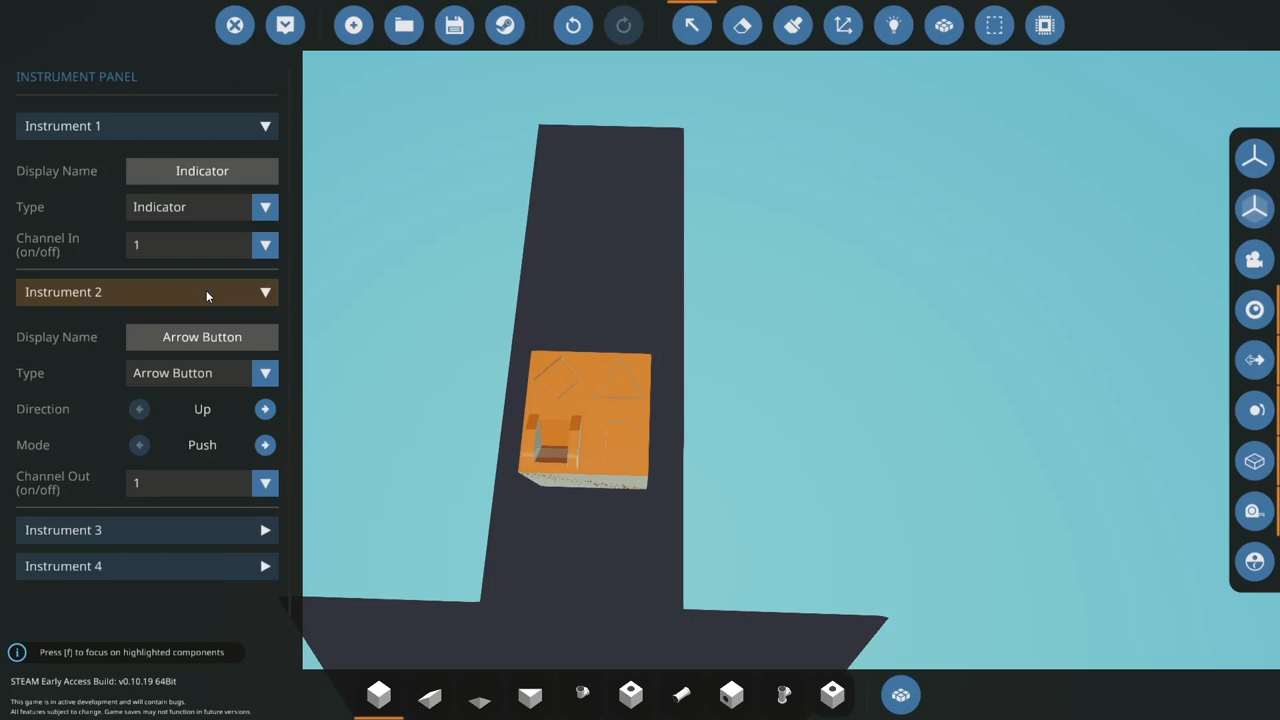 INSTRUMENT PANEL
Instrument 1
Display Name
Indicator
Type
Indicator
Channel In
(on/off)
1
Instrument 2
Display Name
Arrow Button
Type
Arrow Button
Direction
Up
Mode
Push
Channel Out
(on/off)
1
Instrument 3
Instrument 4
Press [f] to focus on highlighted components
STEAM Early Access Build: v0.10.19 64Bit
This game is in active development and will contain bugs.
All features subject to change. Game saves may not function in future versions.